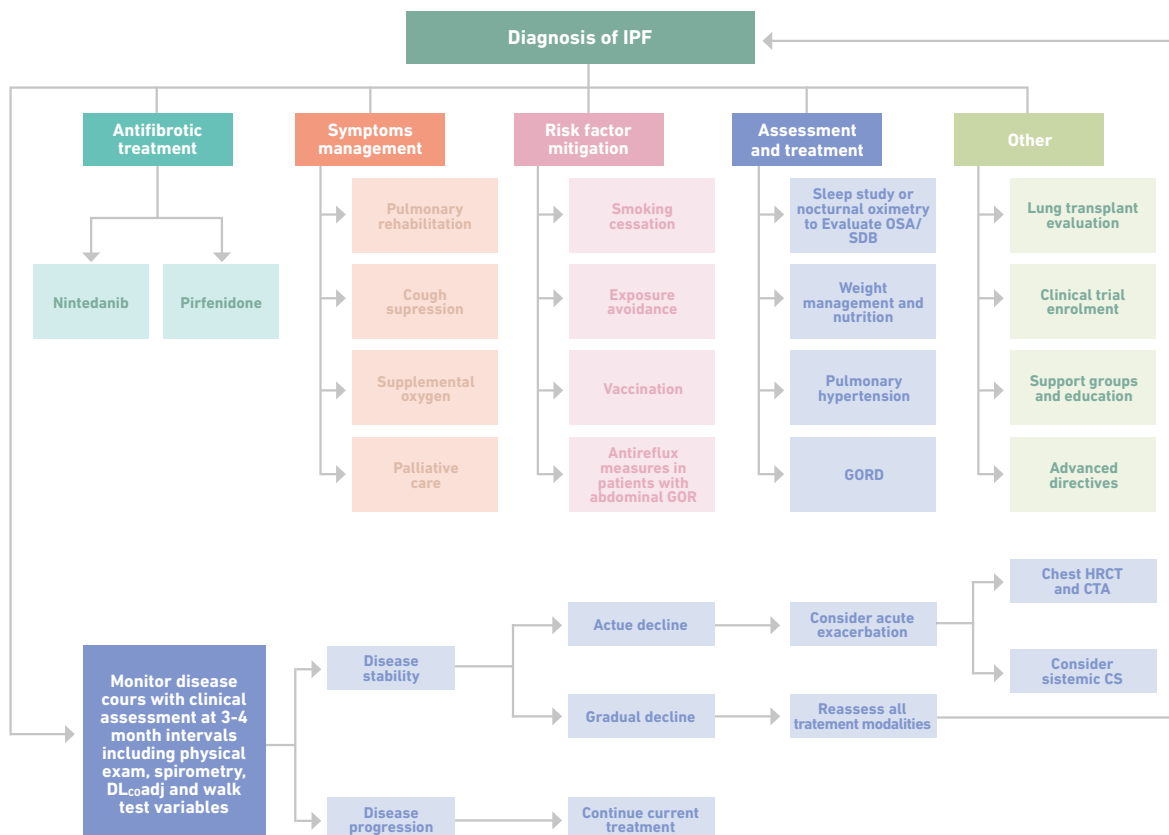 Diagnosis of IPF
Antifibrotic
treatment
Symptoms
management
Risk factor
mitigation
Assessment
and treatment
Other
Nintedanib
Pirfenidone
Pulmonary
rehabilitation
Cough
supression
Supplemental
oxygen
Palliative
care
Smoking
cessation
Exposure
avoidance
Vaccination
Antireflux
measures in
patients with
abdominal GOR
Sleep study or
nocturnal oximetry
to Evaluate OSA/
SDB
Weight
management and
nutrition
Pulmonary
hypertension
GORD
Lung transplant
evaluation
Clinical trial
enrolment
Support groups
and education
Advanced
directives
Monitor disease
cours with clinical
assessment at 3-4
month intervals
including physical
exam, spirometry,
DLcoadj and walk
test variables
Disease
stability
Disease
progression
Actue decline
Gradual decline
Continue current
treatment
Consider acute
exacerbation
Reassess all
tratement modalities
Chest HRCT
and CTA
Consider
sistemic CS